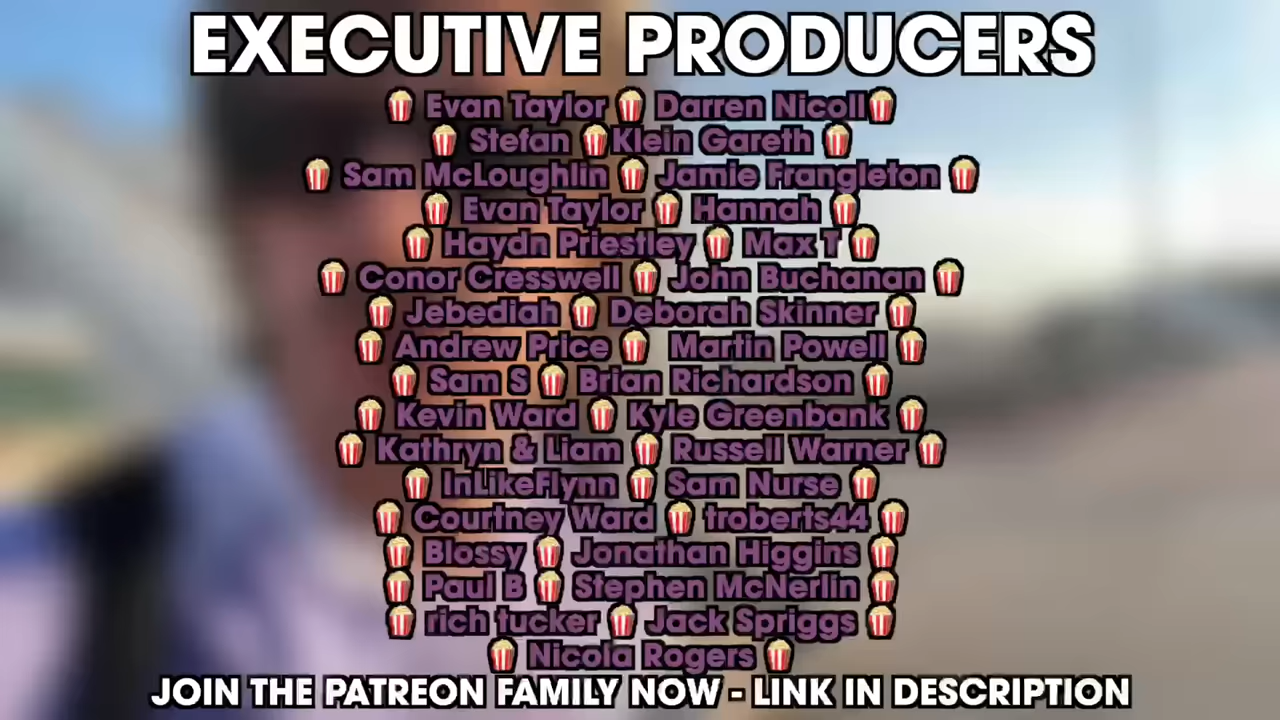 EXECUTIVE PRODUCERS
🍿 Evan Taylor 🍿 Darren Nicoll🍿
🍿 Stefan 🍿Klein Gareth 🍿
🍿 Sam McLoughlin 🍿 Jamie Frangleton 🍿
🍿 Evan Taylor 🍿 Hannah 🍿
🍿 Haydn Priestley 🍿 Max T 🍿
🍿 Conor Cresswell 🍿 John Buchanan 🍿
🍿 Jebediah 🍿 Deborah Skinner 🍿
🍿 Andrew Price 🍿 Martin Powell 🍿
🍿 Sam S 🍿 Brian Richardson 🍿
🍿 Kevin Ward 🍿 Kyle Greenbank 🍿
🍿 Kathryn & Liam 🍿 Russell Warner 🍿
🍿 InLikeFlynn 🍿 Sam Nurse 🍿
🍿 Courtney Ward 🍿 troberts44 🍿
🍿 Blossy 🍿 Jonathan Higgins 🍿
🍿 Paul B 🍿 Stephen McNerlin 🍿
🍿 rich tucker 🍿 Jack Spriggs 🍿
🍿 Nicola Rogers 🍿
JOIN THE PATREON FAMILY NOW - LINK IN DESCRIPTION